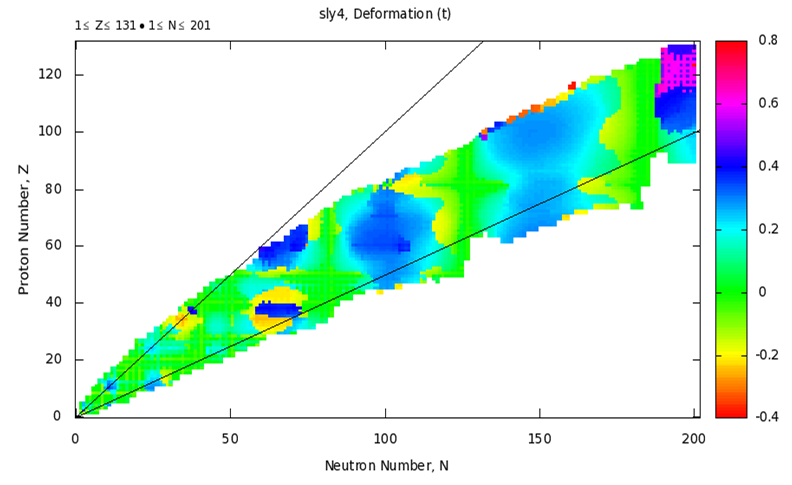 sly4, Deformation (t)
1≤ Z≤ 131 • 1≤ N≤ 201
120
100
80
60
40
20
0
Proton Number, Z
0 50 100 150 200
Neutron Number, N
0.8
0.6
0.4
0.2
0
-0.2
-0.4